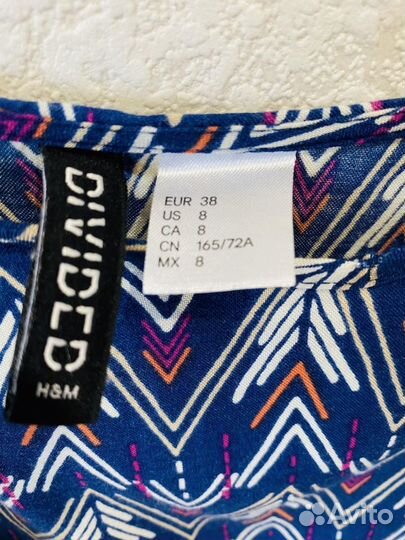 DIVIDED
H&M
EUR 38
US 8
CA 8
CN 165/72A
MX 8
Avito